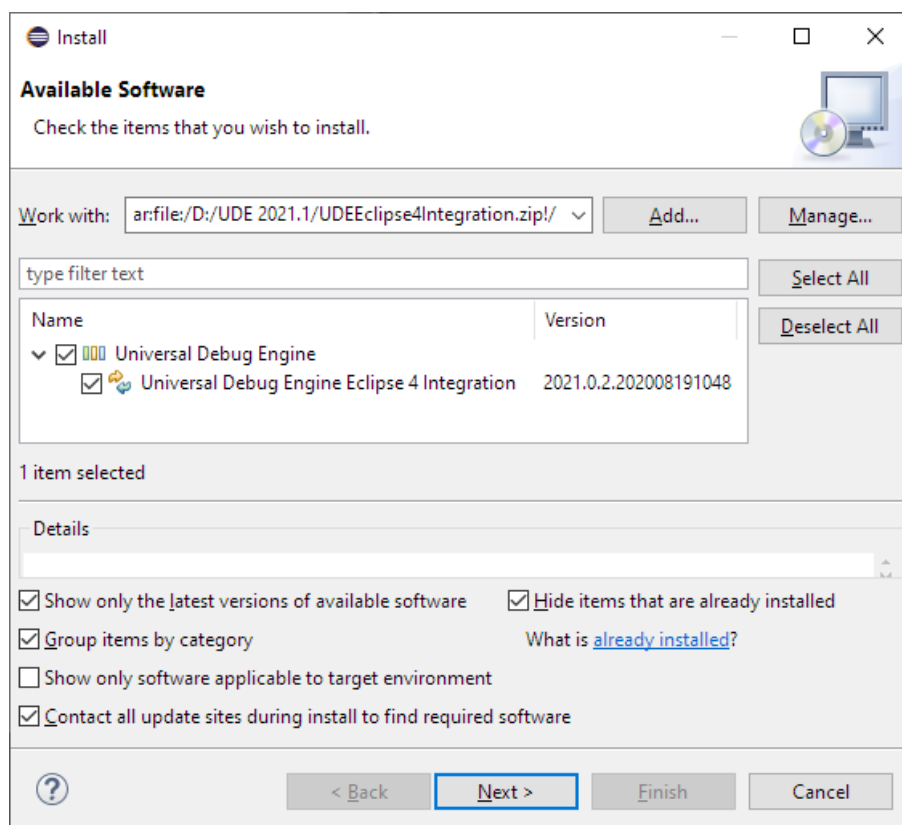 Install
Available Software
Check the items that you wish to install.
Work with: ar:file:/D:/UDE 2021.1/UDEEclipse4Integration.zip!/ Add... Manage...
type filter text Select All
Name Version Deselect All
Universal Debug Engine
Universal Debug Engine Eclipse 4 Integration 2021.0.2.202008191048
1 item selected
Details
Show only the latest versions of available software Hide items that are already installed
Group items by category What is already installed?
Show only software applicable to target environment
Contact all update sites during install to find required software
? < Back Next > Finish Cancel